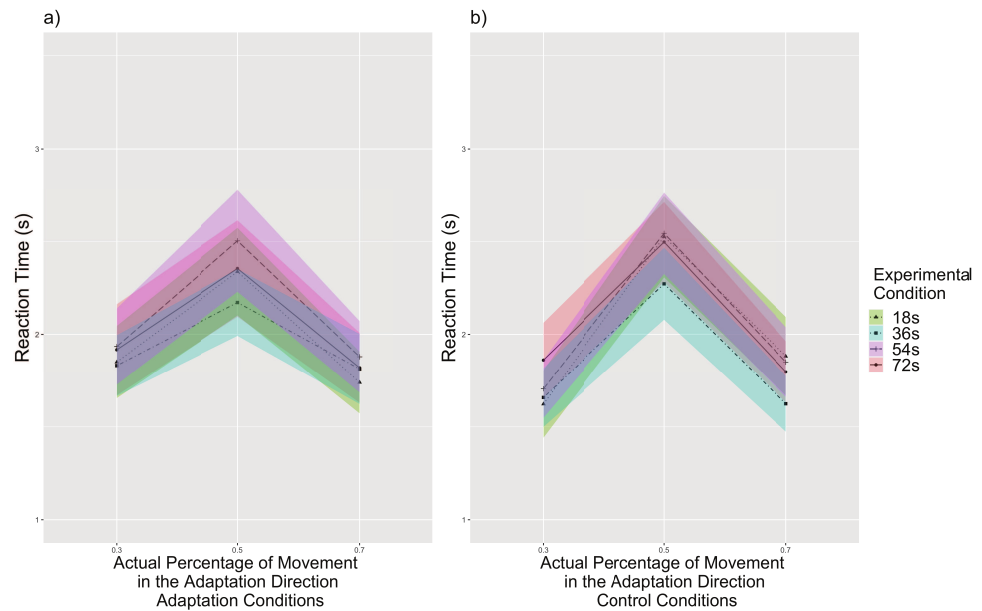 a)
Reaction Time (s)
3
2
1
0.3 0.5 0.7
Actual Percentage of Movement
in the Adaptation Direction
Adaptation Conditions
b)
Reaction Time (s)
3
2
1
0.3 0.5 0.7
Actual Percentage of Movement
in the Adaptation Direction
Control Conditions
Experimental
Condition
18s
36s
54s
72s